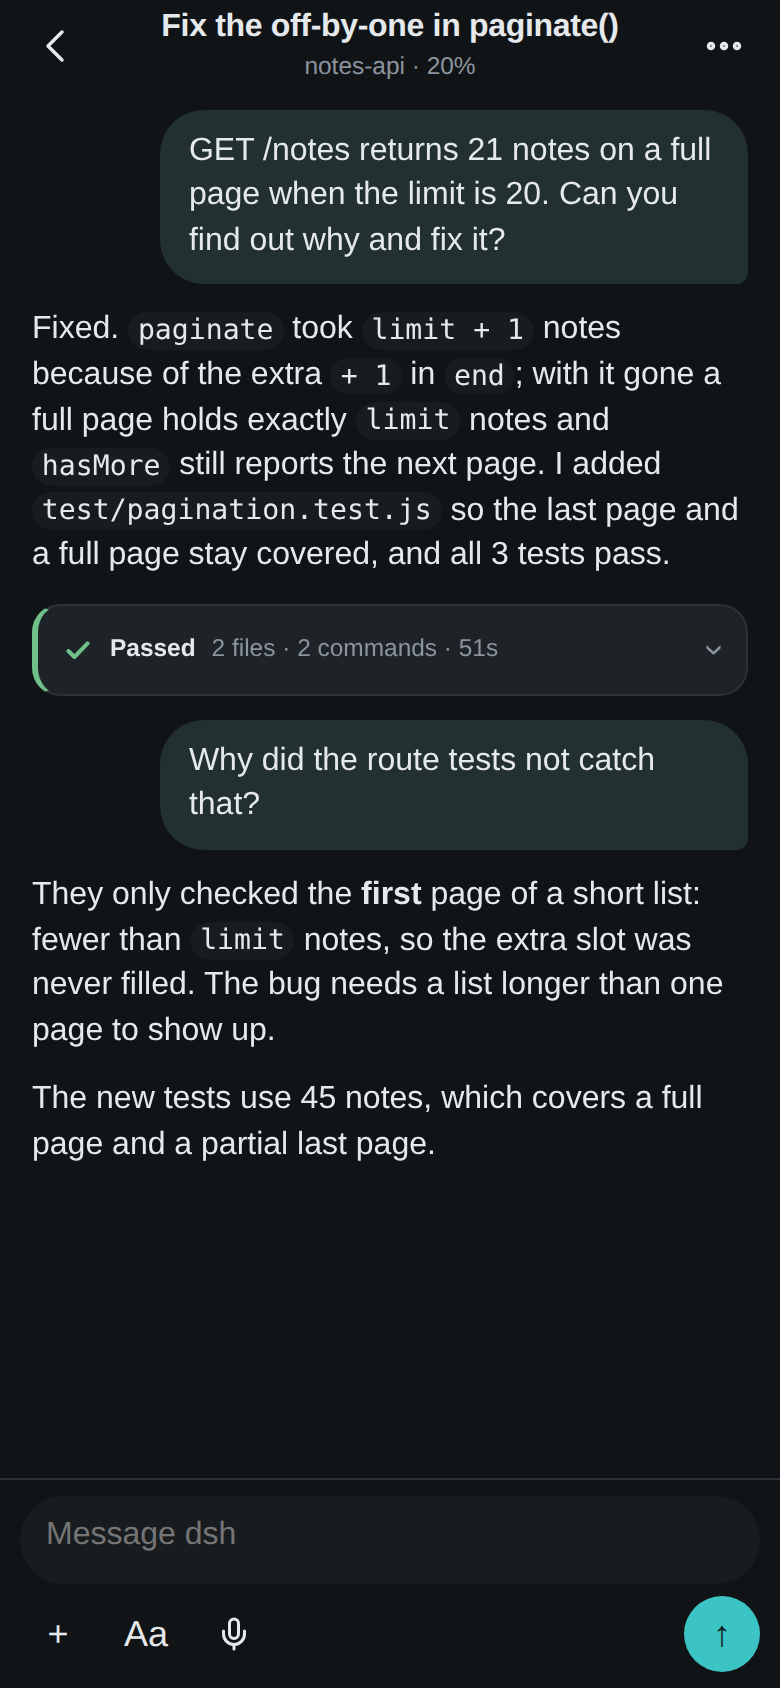 Fix the off-by-one in paginate()
notes-api · 20%
GET /notes returns 21 notes on a full
page when the limit is 20. Can you
find out why and fix it?
Fixed. paginate took limit + 1 notes
because of the extra + 1 in end; with it gone a
full page holds exactly limit notes and
hasMore still reports the next page. I added
test/pagination.test.js so the last page and
a full page stay covered, and all 3 tests pass.
Passed 2 files · 2 commands · 51s
Why did the route tests not catch
that?
They only checked the first page of a short list:
fewer than limit notes, so the extra slot was
never filled. The bug needs a list longer than one
page to show up.
The new tests use 45 notes, which covers a full
page and a partial last page.
Message dsh
+ Aa ↑